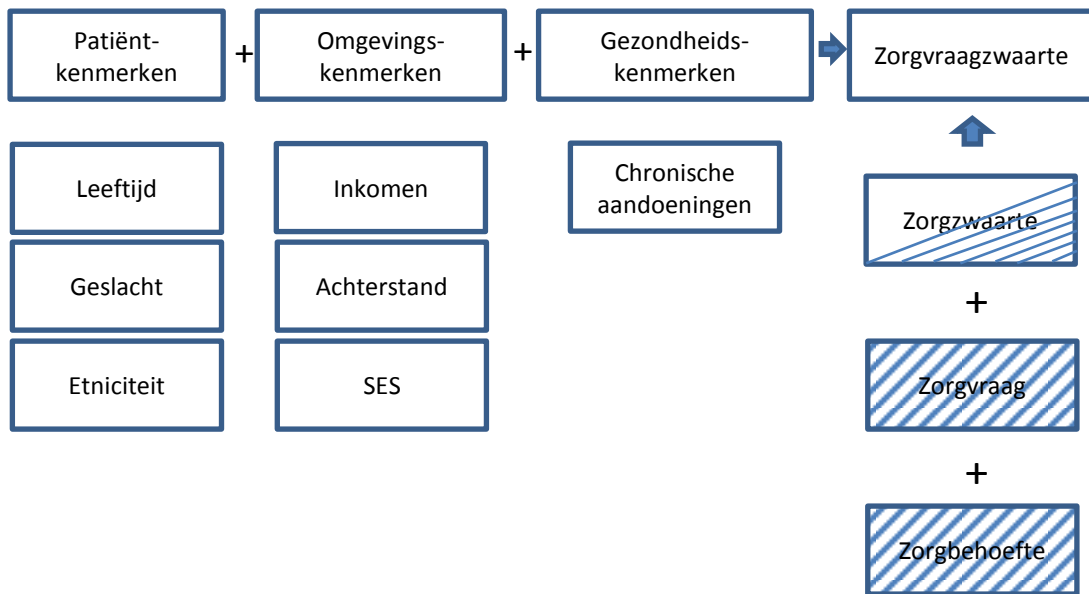 Patiënt-
kenmerken
+
Omgevings-
kenmerken
+
Gezondheids-
kenmerken
Zorgvraagzwaarte
Leeftijd
Inkomen
Chronische
aandoeningen
Zorgzwaarte
Geslacht
Achterstand
+
Etniciteit
SES
Zorgvraag
+
Zorgbehoefte